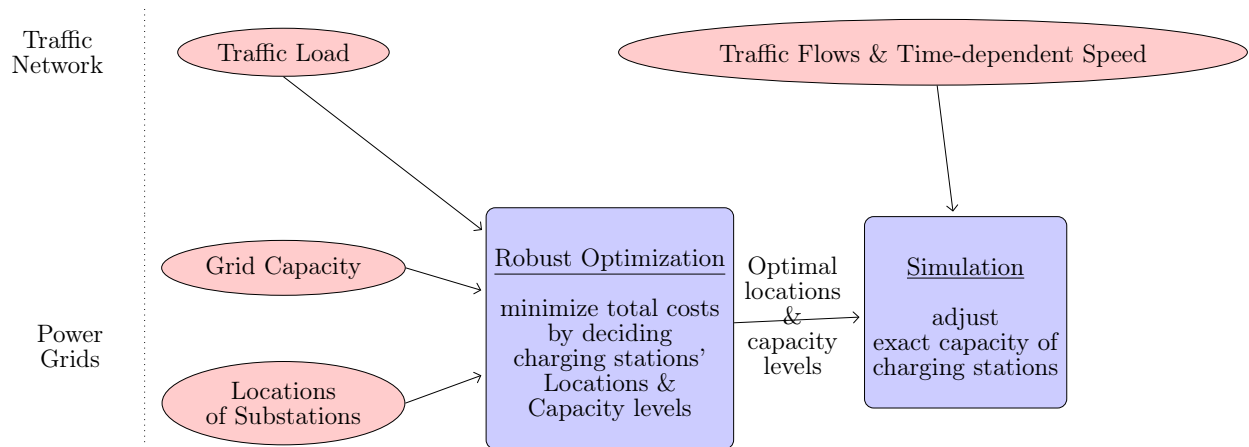 Traffic
Network
Traffic Load
Traffic Flows & Time-dependent Speed
Power
Grids
Grid Capacity
Locations
of Substations
Robust Optimization
minimize total costs
by deciding
charging stations’
Locations &
Capacity levels
Optimal
locations
&
capacity
levels
Simulation
adjust
exact capacity of
charging stations